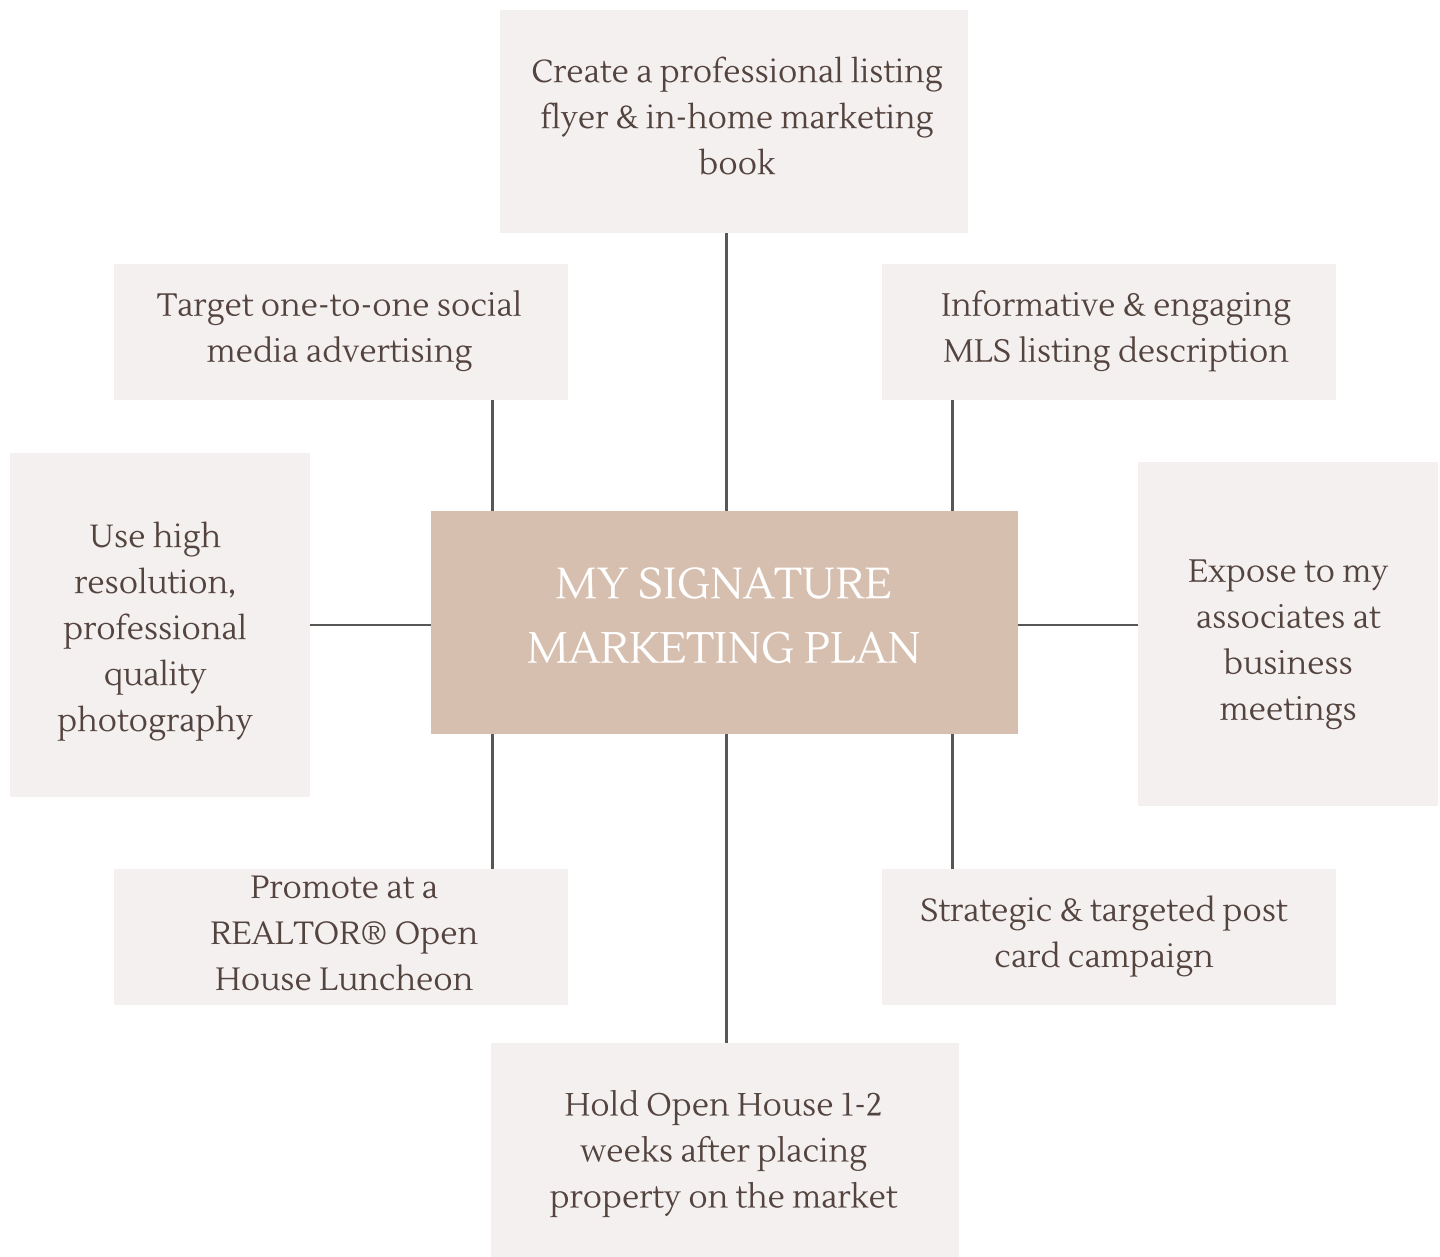 Create a professional listing
flyer & in-home marketing
book
Target one-to-one social
media advertising
Informative & engaging
MLS listing description
Use high
resolution,
professional
quality
photography
MY SIGNATURE
MARKETING PLAN
Expose to my
associates at
business
meetings
Promote at a
REALTOR® Open
House Luncheon
Strategic & targeted post
card campaign
Hold Open House 1-2
weeks after placing
property on the market